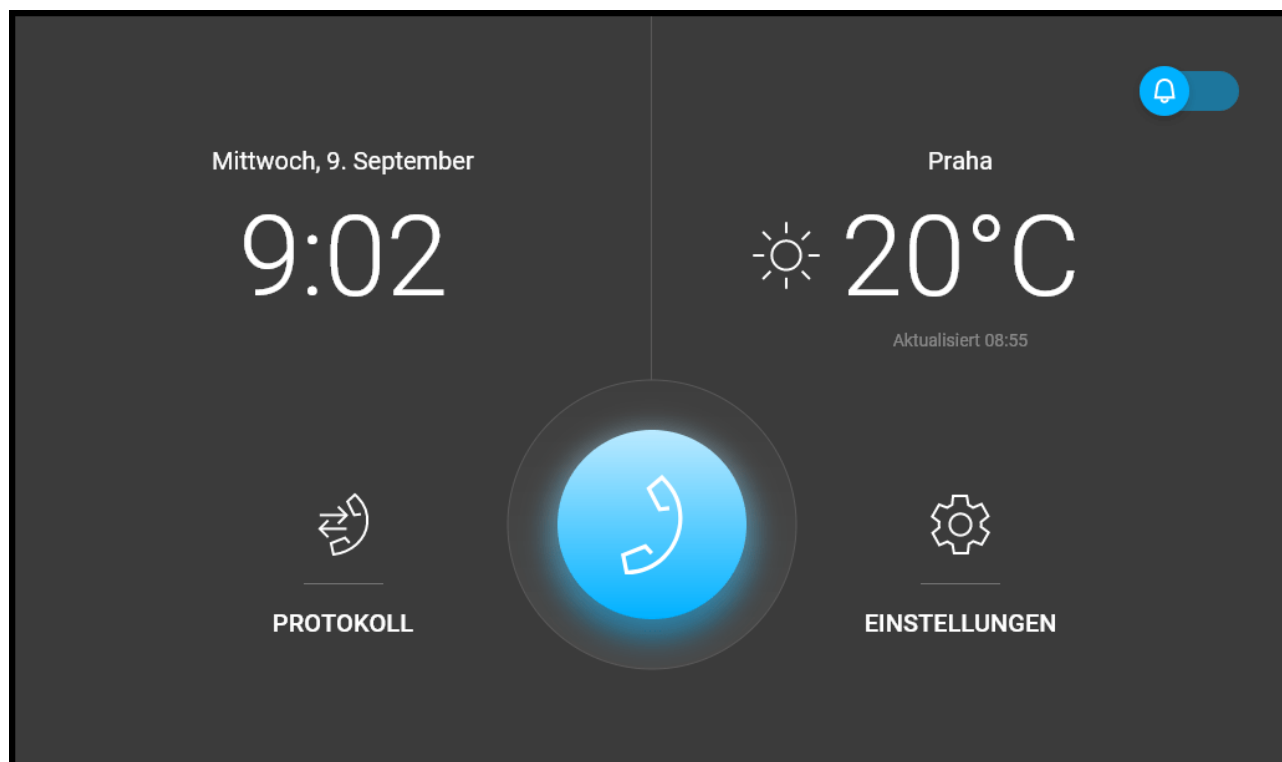 Mittwoch, 9. September
9:02
Praha
20°C
Aktualisiert 08:55
PROTOKOLL
EINSTELLUNGEN